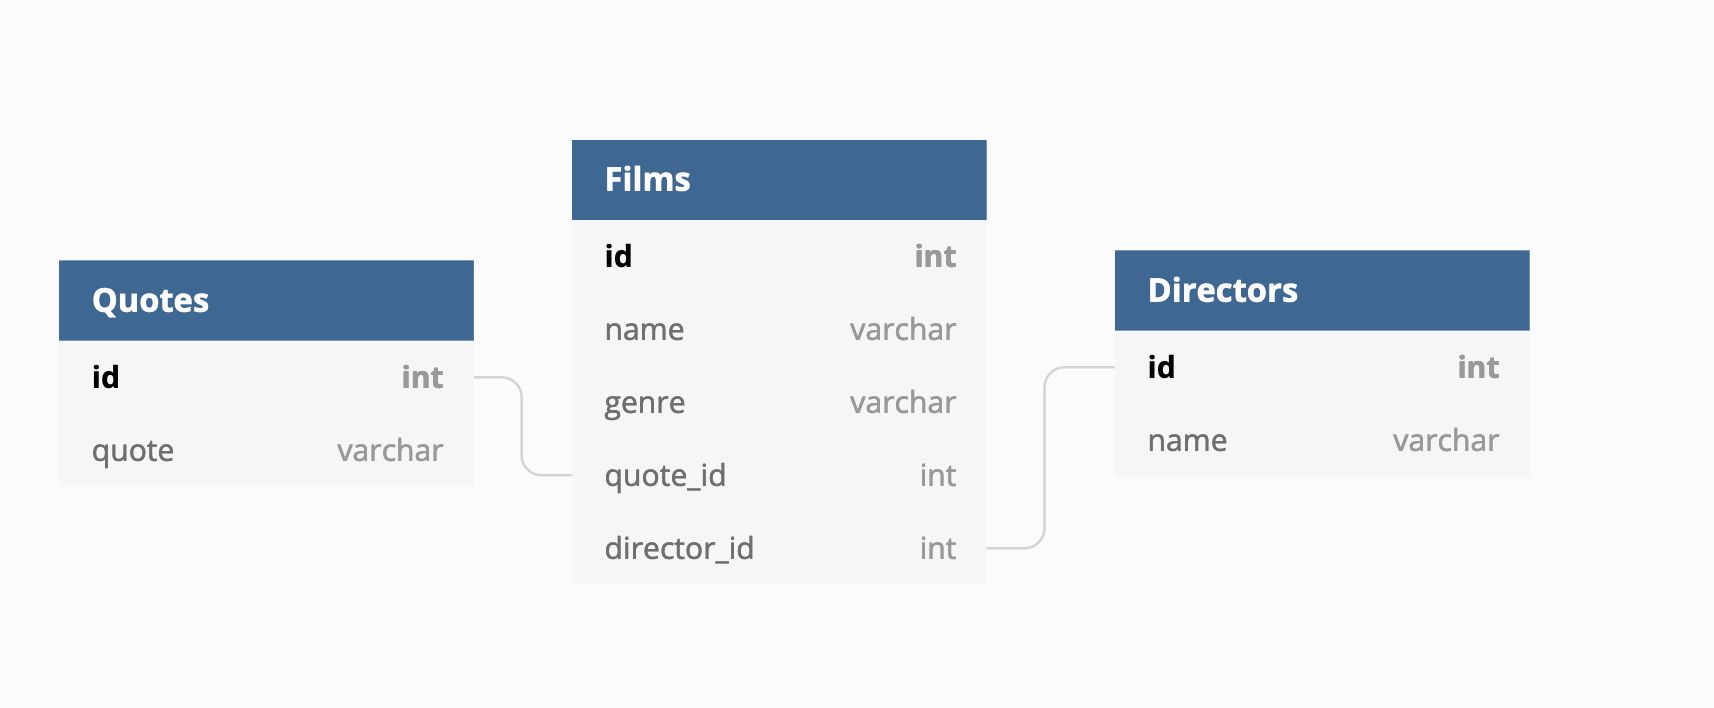 Quotes
id int
quote varchar
Films
id int
name varchar
genre varchar
quote_id int
director_id int
Directors
id int
name varchar